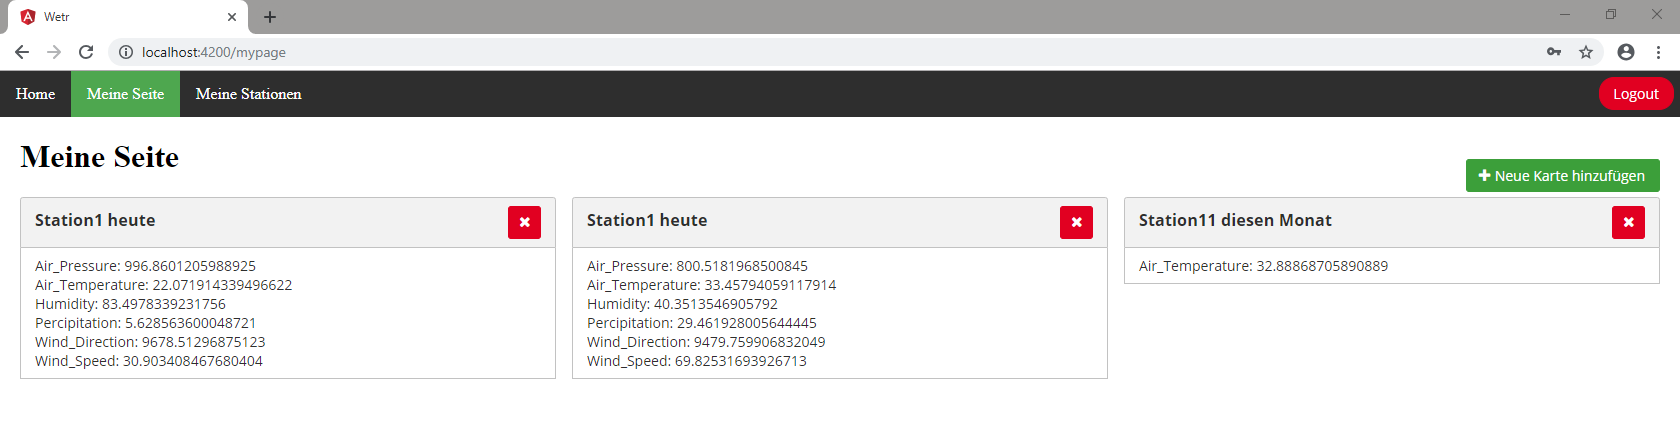 Wetr
localhost:4200/mypage
Home Meine Seite Meine Stationen Logout
Meine Seite
Neue Karte hinzufügen
Station1 heute
Air_Pressure: 996.8601205988925
Air_Temperature: 22.071914339496622
Humidity: 83.4978339231756
Percipitation: 5.628563600048721
Wind_Direction: 9678.51296875123
Wind_Speed: 30.903408467680404
Station1 heute
Air_Pressure: 800.5181968500845
Air_Temperature: 33.45794059117914
Humidity: 40.3513546905792
Percipitation: 29.461928005644445
Wind_Direction: 9479.759906832049
Wind_Speed: 69.82531693926713
Station11 diesen Monat
Air_Temperature: 32.88868705890889